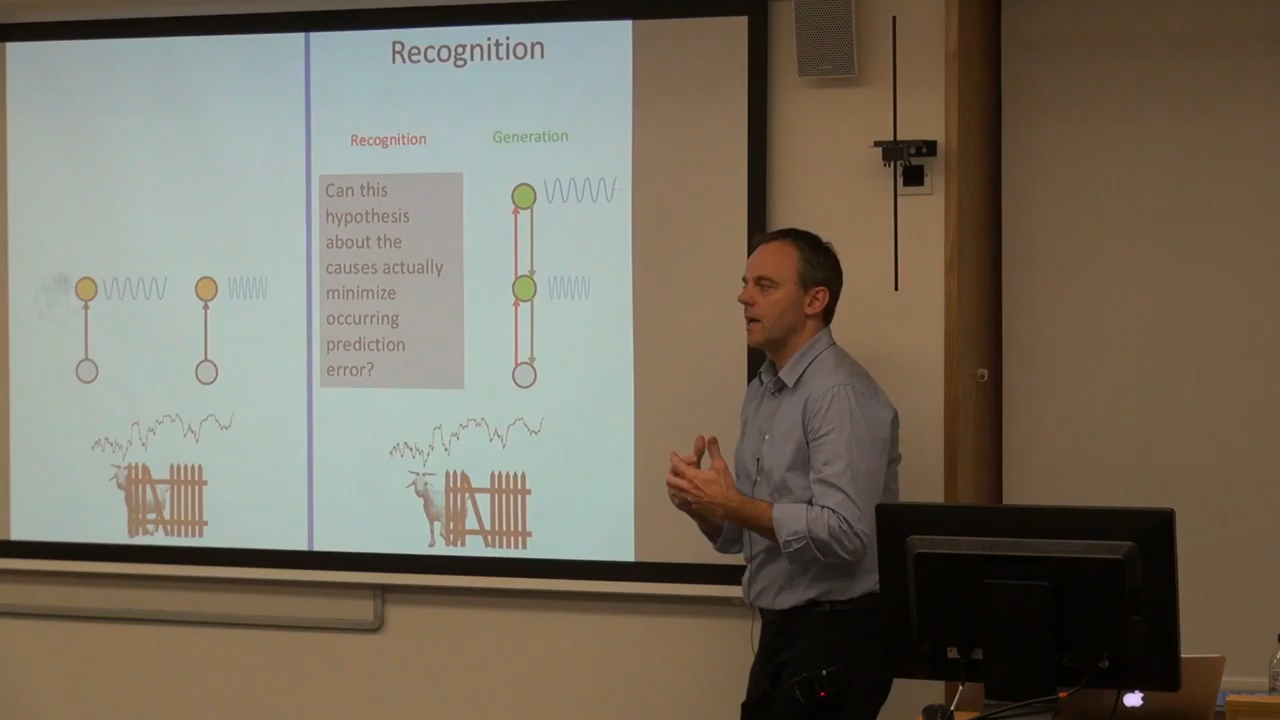 Recognition
Recognition
Generation
Can this
hypothesis
about the
causes actually
minimize
occurring
prediction
error?